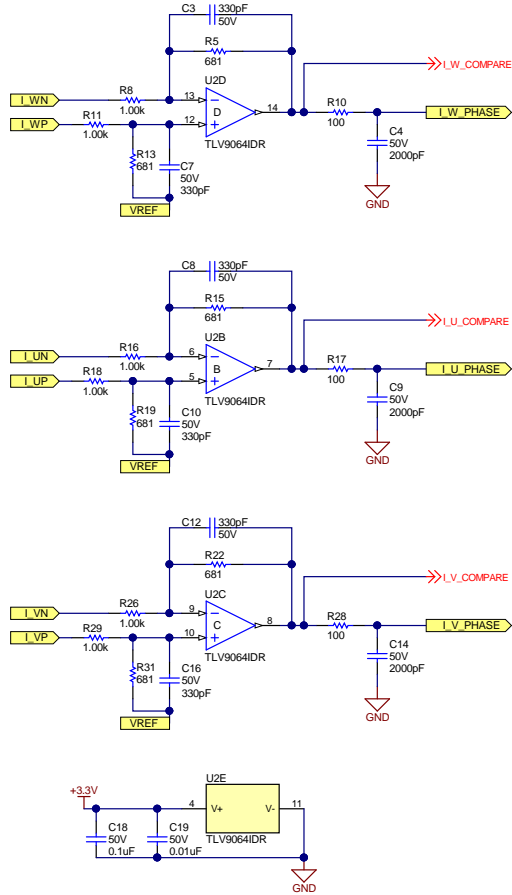 C3 330pF
50V
R5
681
U2D
I_W_COMPARE
I_WN R8 13 14 R10 I_W_PHASE
1.00k D 100
I_WP R11 12
1.00k TLV9064IDR
C4
50V
2000pF
R13
681
C7
50V
330pF
VREF
GND
C8 330pF
50V
R15
681
U2B
I_U_COMPARE
I_UN R16 6 7 R17 I_U_PHASE
1.00k B 100
I_UP R18 5
1.00k TLV9064IDR
C9
50V
2000pF
R19
681
C10
50V
330pF
VREF
GND
C12 330pF
50V
R22
681
U2C
I_V_COMPARE
I_VN R26 9 8 R28 I_V_PHASE
1.00k C 100
I_VP R29 10
1.00k TLV9064IDR
C14
50V
2000pF
R31
681
C16
50V
330pF
VREF
GND
U2E
+3.3V
4 V+ V- 11
C18
50V
0.1uF
C19
50V
0.01uF
TLV9064IDR
GND